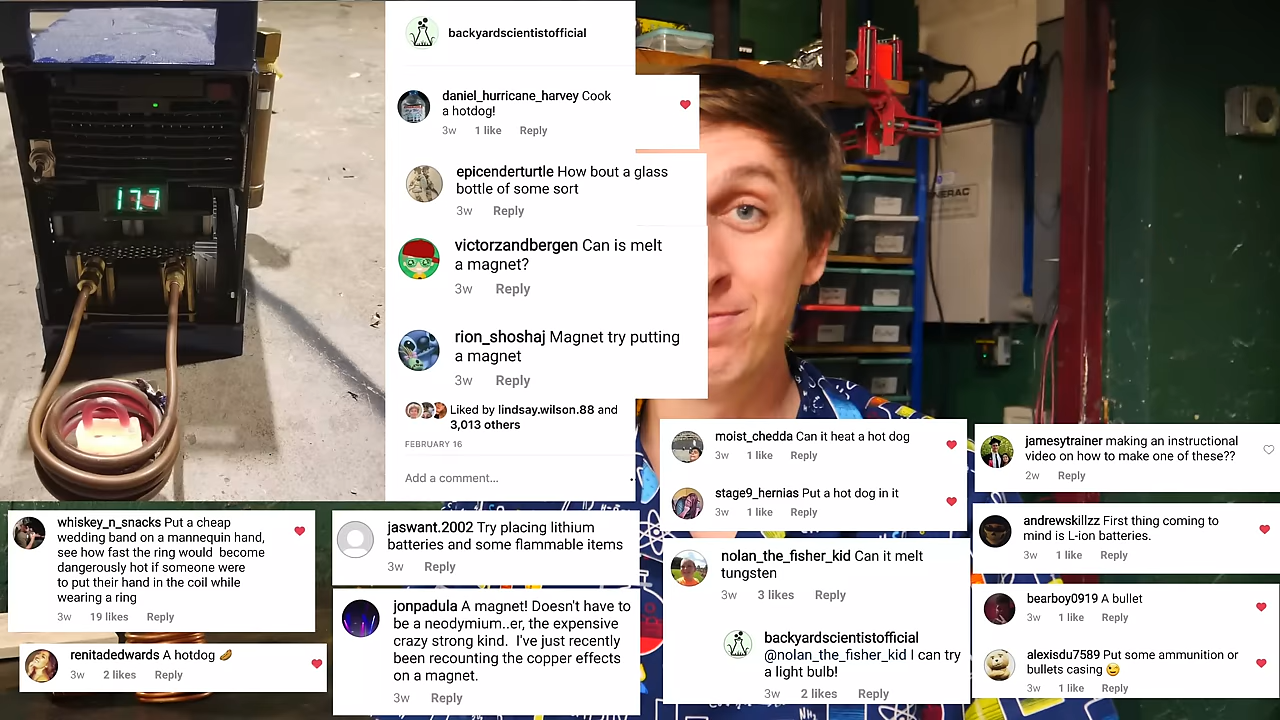 17.7
backyardscientistofficial
daniel_hurricane_harvey Cook
a hotdog!
3w 1 like Reply
epicenderturtle How bout a glass
bottle of some sort
3w Reply
victorzandbergen Can is melt
a magnet?
3w Reply
rion_shoshaj Magnet try putting
a magnet
3w Reply
Liked by lindsay.wilson.88 and
3,013 others
FEBRUARY 16
Add a comment...
NERAC
whiskey_n_snacks Put a cheap
wedding band on a mannequin hand,
see how fast the ring would become
dangerously hot if someone were
to put their hand in the coil while
wearing a ring
3w 19 likes Reply
renitadedwards A hotdog 🌭
3w 2 likes Reply
jaswant.2002 Try placing lithium
batteries and some flammable items
3w Reply
jonpadula A magnet! Doesn't have to
be a neodymium..er, the expensive
crazy strong kind. I've just recently
been recounting the copper effects
on a magnet.
3w Reply
moist_chedda Can it heat a hot dog
3w 1 like Reply
stage9_hernias Put a hot dog in it
3w 1 like Reply
nolan_the_fisher_kid Can it melt
tungsten
3w 3 likes Reply
backyardscientistofficial
@nolan_the_fisher_kid I can try
a light bulb!
3w 2 likes Reply
jamesytrainer making an instructional
video on how to make one of these??
2w Reply
andrewskillzz First thing coming to
mind is L-ion batteries.
3w 1 like Reply
bearboy0919 A bullet
3w 1 like Reply
alexisdu7589 Put some ammunition or
bullets casing 😉
3w 1 like Reply